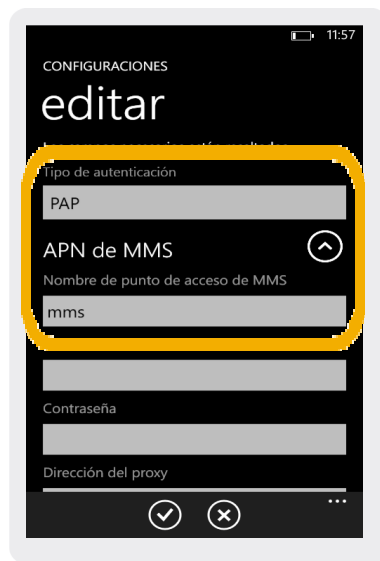 11:57
CONFIGURACIONES
editar
Tipo de autenticación
PAP
APN de MMS
Nombre de punto de acceso de MMS
mms
Contraseña
Dirección del proxy
...